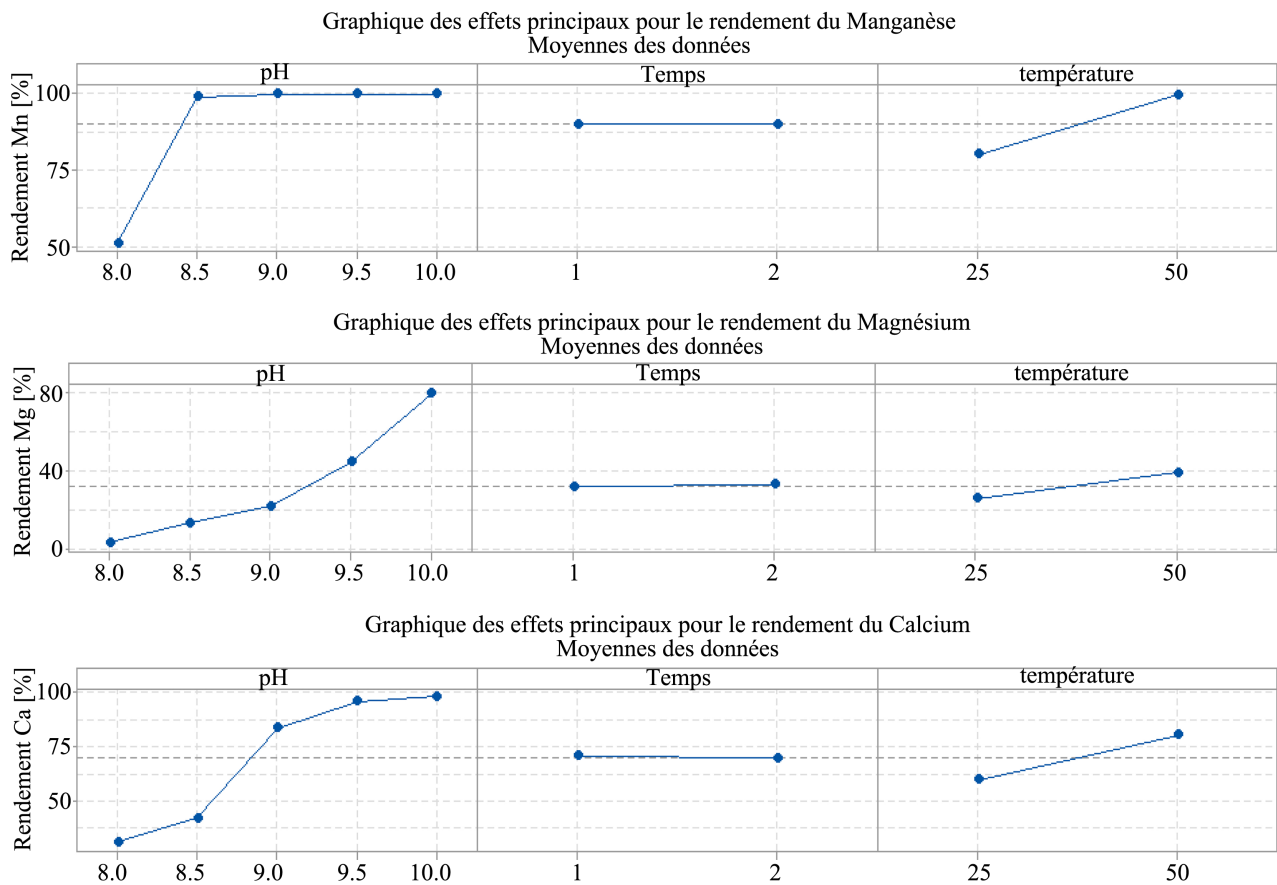 Graphique des effets principaux pour le rendement du Manganèse
Moyennes des données
pH Temps température
Rendement Mn [%]
100
75
50
8.0 8.5 9.0 9.5 10.0 1 2 25 50
Graphique des effets principaux pour le rendement du Magnésium
Moyennes des données
pH Temps température
Rendement Mg [%]
80
40
0
8.0 8.5 9.0 9.5 10.0 1 2 25 50
Graphique des effets principaux pour le rendement du Calcium
Moyennes des données
pH Temps température
Rendement Ca [%]
100
75
50
8.0 8.5 9.0 9.5 10.0 1 2 25 50